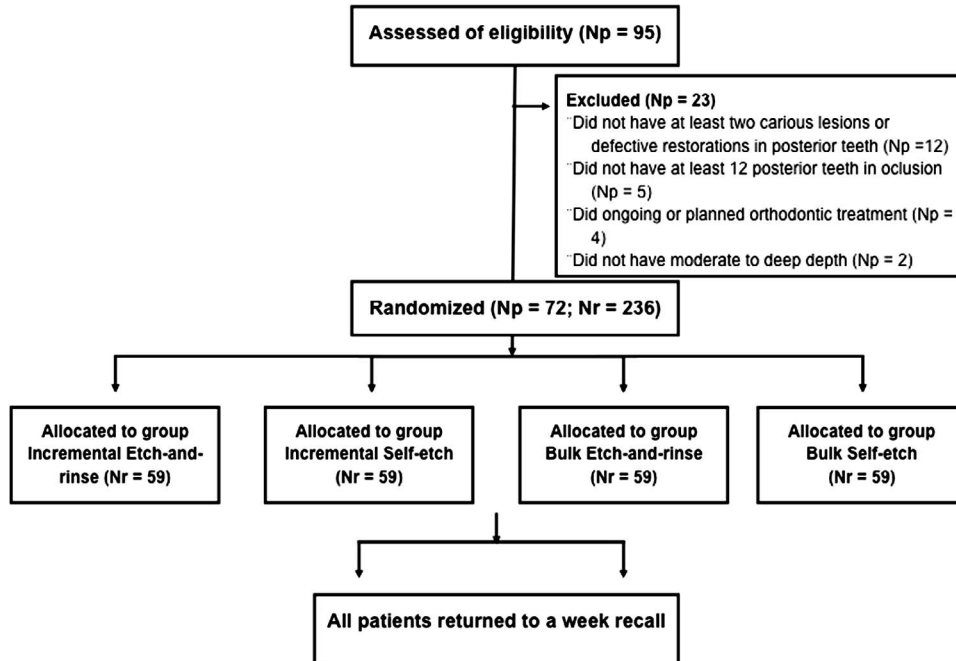 Assessed of eligibility (Np = 95)
Excluded (Np = 23)
¨Did not have at least two carious lesions or
defective restorations in posterior teeth (Np =12)
¨Did not have at least 12 posterior teeth in oclusion
(Np = 5)
¨Did ongoing or planned orthodontic treatment (Np =
4)
¨Did not have moderate to deep depth (Np = 2)
Randomized (Np = 72; Nr = 236)
Allocated to group
Incremental Etch-and-
rinse (Nr = 59)
Allocated to group
Incremental Self-etch
(Nr = 59)
Allocated to group
Bulk Etch-and-rinse
(Nr = 59)
Allocated to group
Bulk Self-etch
(Nr = 59)
All patients returned to a week recall